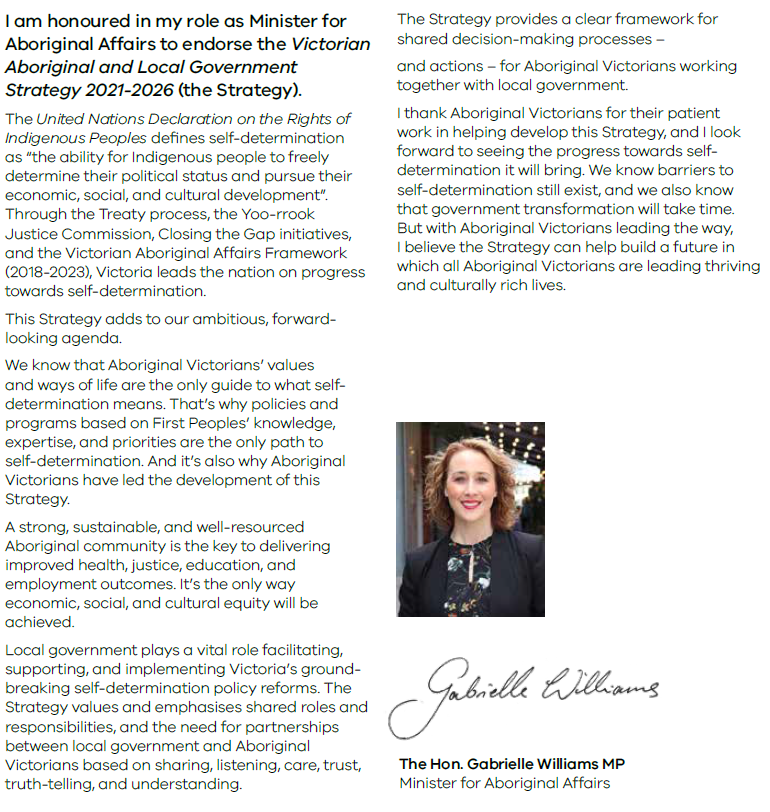 I am honoured in my role as Minister for
Aboriginal Affairs to endorse the Victorian
Aboriginal and Local Government
Strategy 2021-2026 (the Strategy).
The United Nations Declaration on the Rights of
Indigenous Peoples defines self-determination
as “the ability for Indigenous people to freely
determine their political status and pursue their
economic, social, and cultural development”.
Through the Treaty process, the Yoo-rrook
Justice Commission, Closing the Gap initiatives,
and the Victorian Aboriginal Affairs Framework
(2018-2023), Victoria leads the nation on progress
towards self-determination.
This Strategy adds to our ambitious, forward-
looking agenda.
We know that Aboriginal Victorians’ values
and ways of life are the only guide to what self-
determination means. That’s why policies and
programs based on First Peoples’ knowledge,
expertise, and priorities are the only path to
self-determination. And it’s also why Aboriginal
Victorians have led the development of this
Strategy.
A strong, sustainable, and well-resourced
Aboriginal community is the key to delivering
improved health, justice, education, and
employment outcomes. It’s the only way
economic, social, and cultural equity will be
achieved.
Local government plays a vital role facilitating,
supporting, and implementing Victoria’s ground-
breaking self-determination policy reforms. The
Strategy values and emphasises shared roles and
responsibilities, and the need for partnerships
between local government and Aboriginal
Victorians based on sharing, listening, care, trust,
truth-telling, and understanding.
The Strategy provides a clear framework for
shared decision-making processes –
and actions – for Aboriginal Victorians working
together with local government.
I thank Aboriginal Victorians for their patient
work in helping develop this Strategy, and I look
forward to seeing the progress towards self-
determination it will bring. We know barriers to
self-determination still exist, and we also know
that government transformation will take time.
But with Aboriginal Victorians leading the way,
I believe the Strategy can help build a future in
which all Aboriginal Victorians are leading thriving
and culturally rich lives.
Gabrielle Williams
The Hon. Gabrielle Williams MP
Minister for Aboriginal Affairs